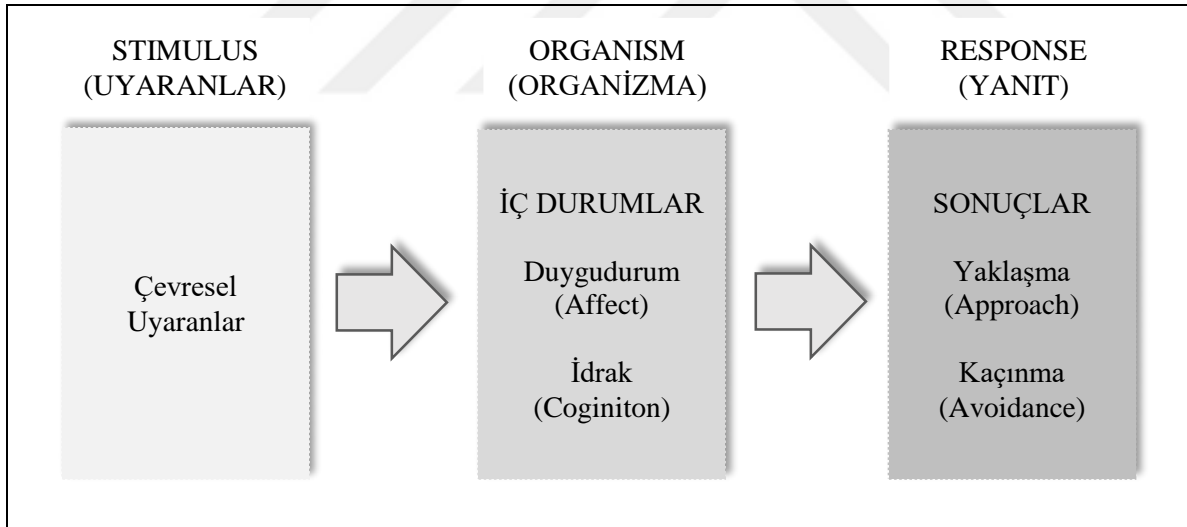 STIMULUS
(UYARANLAR)
ORGANISM
(ORGANİZMA)
RESPONSE
(YANIT)
Çevresel
Uyaranlar
İÇ DURUMLAR
Duygudurum
(Affect)
İdrak
(Coginiton)
SONUÇLAR
Yaklaşma
(Approach)
Kaçınma
(Avoidance)